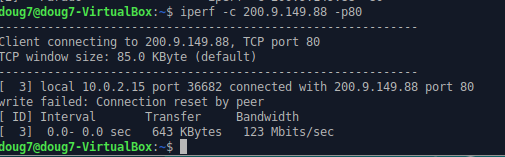 doug7@doug7-VirtualBox:~$ iperf -c 200.9.149.88 -p80
------------------------------------------------------------
Client connecting to 200.9.149.88, TCP port 80
TCP window size: 85.0 KByte (default)
------------------------------------------------------------
[  3] local 10.0.2.15 port 36682 connected with 200.9.149.88 port 80
write failed: Connection reset by peer
[ ID] Interval       Transfer     Bandwidth
[  3]  0.0- 0.0 sec   643 KBytes   123 Mbits/sec
doug7@doug7-VirtualBox:~$